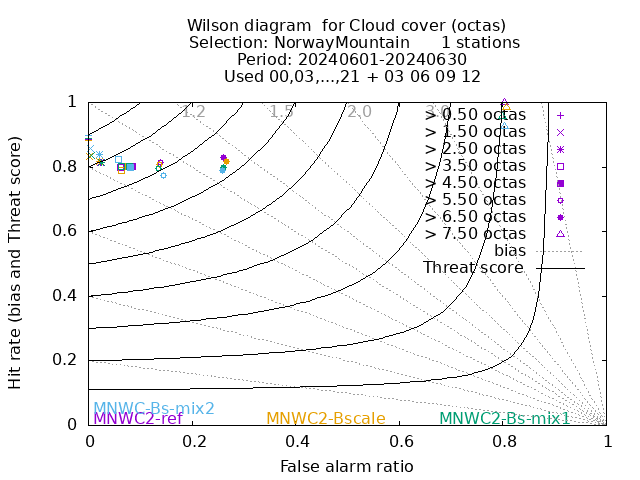 Wilson diagram  for Cloud cover (octas)
Selection: NorwayMountain      1 stations
Period: 20240601-20240630
Used 00,03,...,21 + 03 06 09 12
1
0.8
0.6
0.4
0.2
0
Hit rate (bias and Threat score)
1.2
1.5
2.0
3.0
> 0.50 octas
> 1.50 octas
> 2.50 octas
> 3.50 octas
> 4.50 octas
> 5.50 octas
> 6.50 octas
> 7.50 octas
bias
Threat score
MNWC-Bs-mix2
MNWC2-ref
MNWC2-Bscale
MNWC2-Bs-mix1
0
0.2
0.4
0.6
0.8
1
False alarm ratio